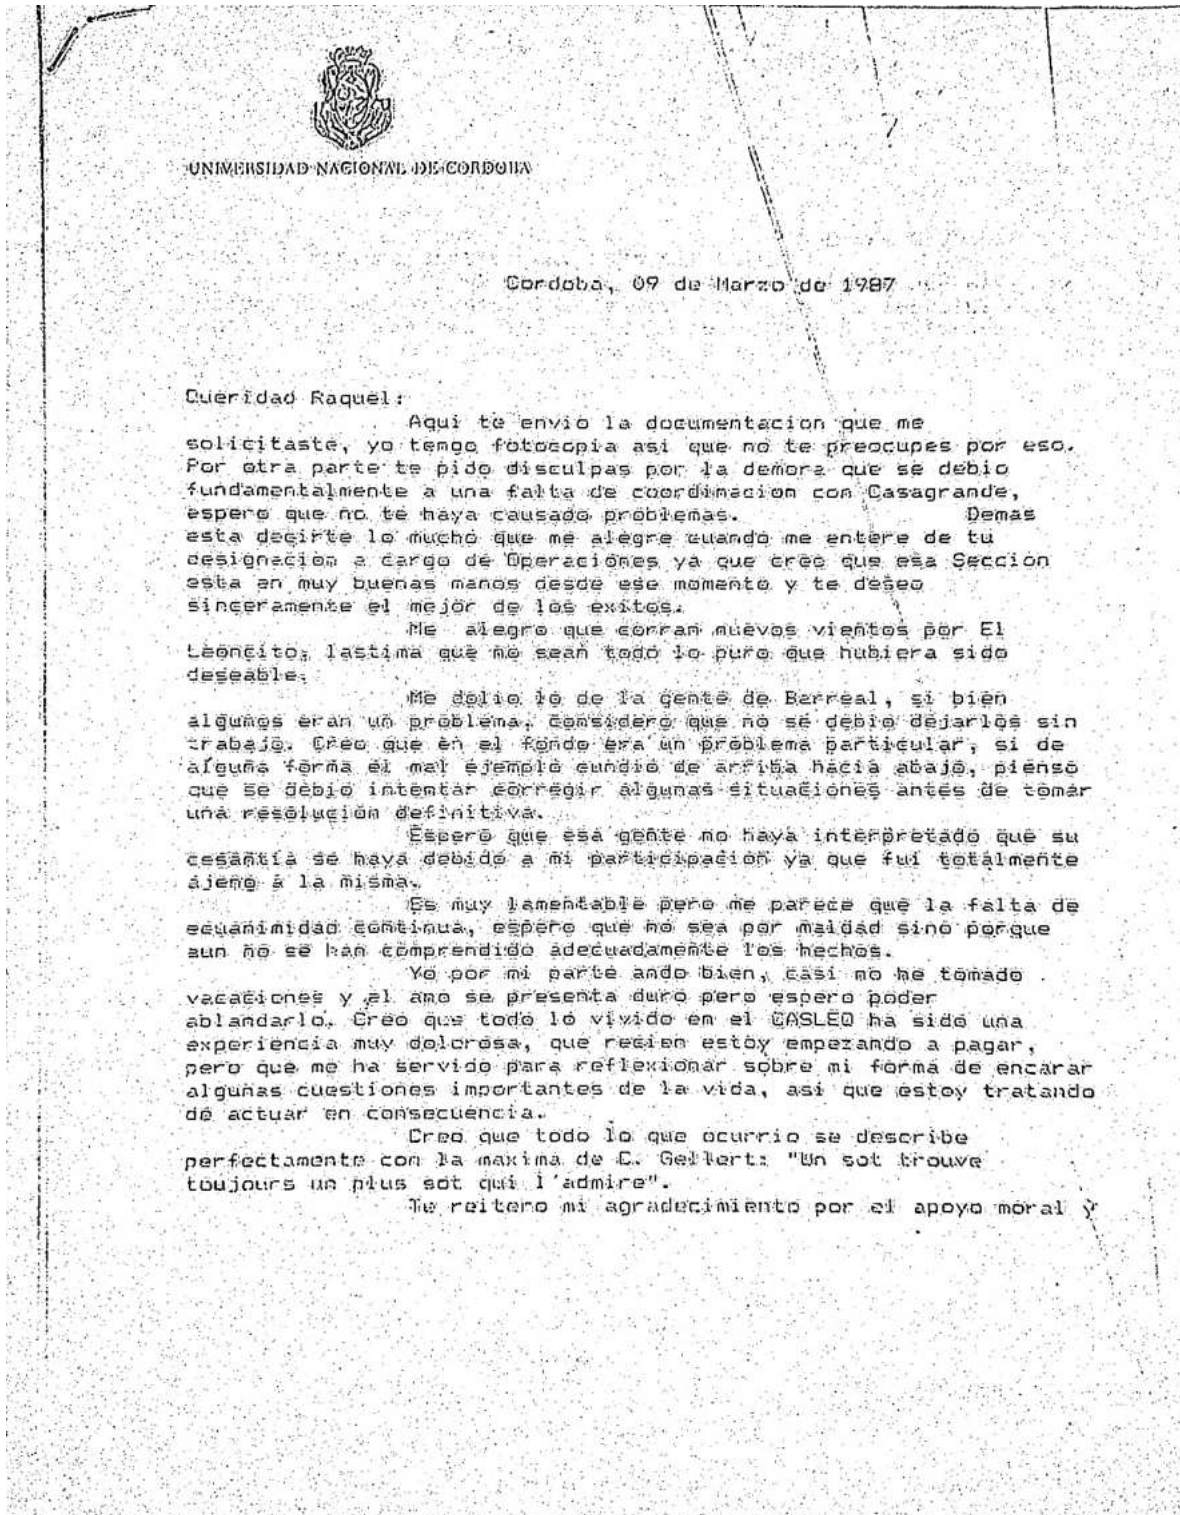 UNIVERSIDAD NACIONAL DE CORDOBA
Cordoba, 09 de Marzo de 1987
Queridad Raquel:
Aqui te envio la documentacion que me
solicitaste, yo tengo fotocopia asi que no te preocupes por eso.
Por otra parte te pido disculpas por la demora que se debio
fundamentalmente a una falta de coordinacion con Casagrande,
espero que no te haya causado problemas. Demas
esta decirte lo mucho que me alegre cuando me entere de tu
designacion a cargo de Operaciones ya que creo que esa Seccion
esta en muy buenas manos desde ese momento y te deseo
sinceramente el mejor de los exitos.
Me alegro que corran nuevos vientos por El
Leoncito, lastima que no sean todo lo puro que hubiera sido
deseable.
Me dolio lo de la gente de Barreal, si bien
algunos eran un problema, considero que no se debio dejarlos sin
trabajo. Creo que en el fondo era un problema particular, si de
alguna forma el mal ejemplo cundio de arriba hacia abajo, pienso
que se debio intentar corregir algunas situaciones antes de tomar
una resolución definitiva.
Espero que esa gente no haya interpretado que su
cesantia se haya debido a mi participación ya que fui totalmente
ajeno a la misma.
Es muy lamentable pero me parece que la falta de
ecuanimidad continua, espero que no sea por maldad sino porque
aun no se han comprendido adecuadamente los hechos.
Yo por mi parte ando bien, casi no he tomado
vacaciones y el ano se presenta duro pero espero poder
ablandarlo. Creo que todo lo vivido en el CASLEO ha sido una
experiencia muy dolorosa, que recien estoy empezando a pagar,
pero que me ha servido para reflexionar sobre mi forma de encarar
algunas cuestiones importantes de la vida, asi que estoy tratando
de actuar en consecuencia.
Creo que todo lo que ocurrio se describe
perfectamente con la maxima de C. Gellert: "Un sot trouve
toujours un plus sot qui l'admire".
Te reitero mi agradecimiento por el apoyo moral y